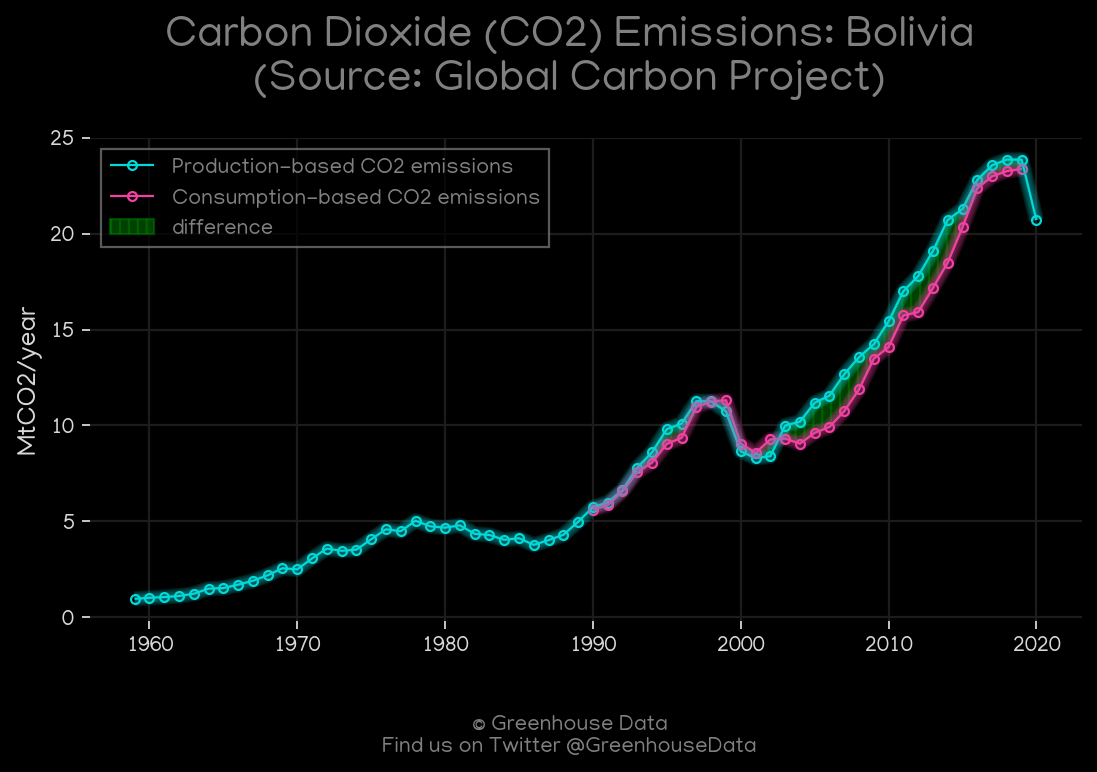 Carbon Dioxide (CO2) Emissions: Bolivia
(Source: Global Carbon Project)
25
Production-based CO2 emissions
Consumption-based CO2 emissions
difference
20
15
MtCO2/year
10
5
0
1960 1970 1980 1990 2000 2010 2020
© Greenhouse Data
Find us on Twitter @GreenhouseData